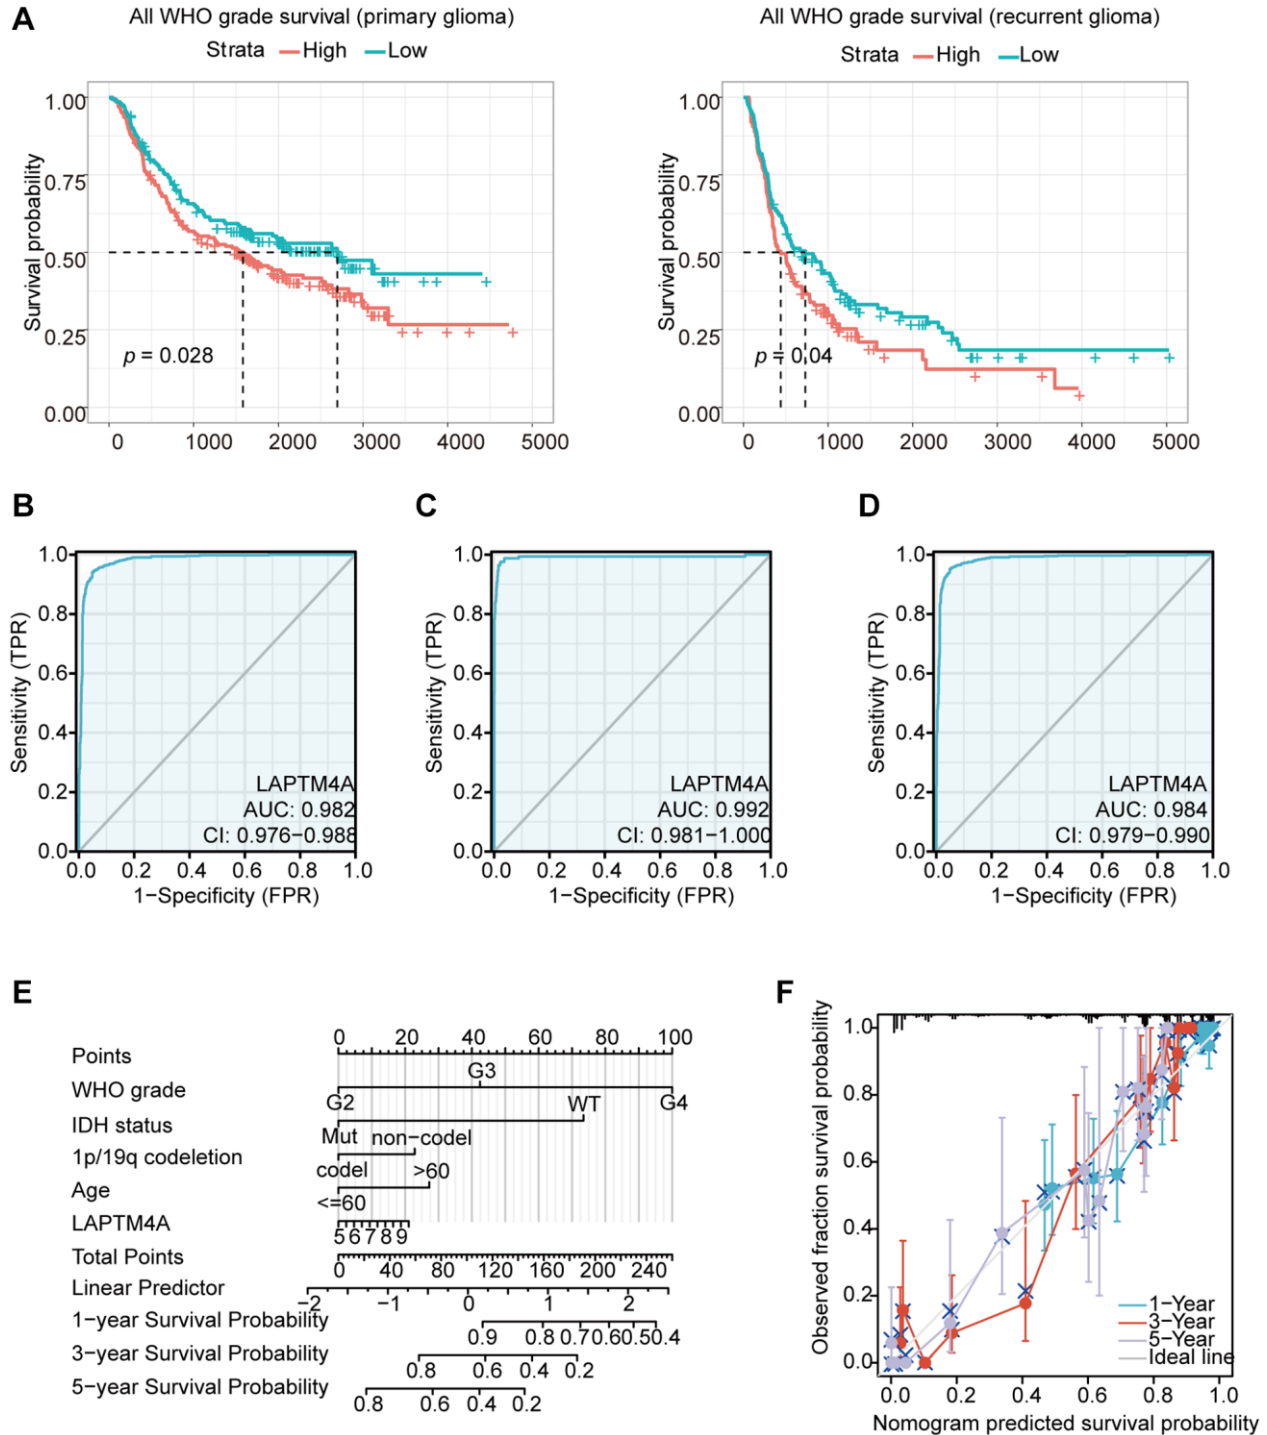 A
All WHO grade survival (primary glioma)
Strata High Low
Survival probability
1.00
0.75
0.50
0.25
0.00
p = 0.028
0 1000 2000 3000 4000 5000
All WHO grade survival (recurrent glioma)
Strata High Low
Survival probability
1.00
0.75
0.50
0.25
0.00
p = 0.04
0 1000 2000 3000 4000 5000
B
Sensitivity (TPR)
1.0
0.8
0.6
0.4
0.2
0.0
LAPTM4A
AUC: 0.982
CI: 0.976−0.988
0.0 0.2 0.4 0.6 0.8 1.0
1−Specificity (FPR)
C
Sensitivity (TPR)
1.0
0.8
0.6
0.4
0.2
0.0
LAPTM4A
AUC: 0.992
CI: 0.981−1.000
0.0 0.2 0.4 0.6 0.8 1.0
1−Specificity (FPR)
D
Sensitivity (TPR)
1.0
0.8
0.6
0.4
0.2
0.0
LAPTM4A
AUC: 0.984
CI: 0.979−0.990
0.0 0.2 0.4 0.6 0.8 1.0
1−Specificity (FPR)
E
0 20 40 60 80 100
Points
G3
WHO grade
G2 WT G4
IDH status
Mut non−codel
1p/19q codeletion
codel >60
Age
<=60
LAPTM4A
5 6 7 8 9
Total Points
0 40 80 120 160 200 240
Linear Predictor
−2 −1 0 1 2
1−year Survival Probability
0.9 0.8 0.7 0.6 0.5 0.4
3−year Survival Probability
0.8 0.6 0.4 0.2
5−year Survival Probability
0.8 0.6 0.4 0.2
F
Observed fraction survival probability
1.0
0.8
0.6
0.4
0.2
0.0
1−Year
3−Year
5−Year
Ideal line
0.0 0.2 0.4 0.6 0.8 1.0
Nomogram predicted survival probability